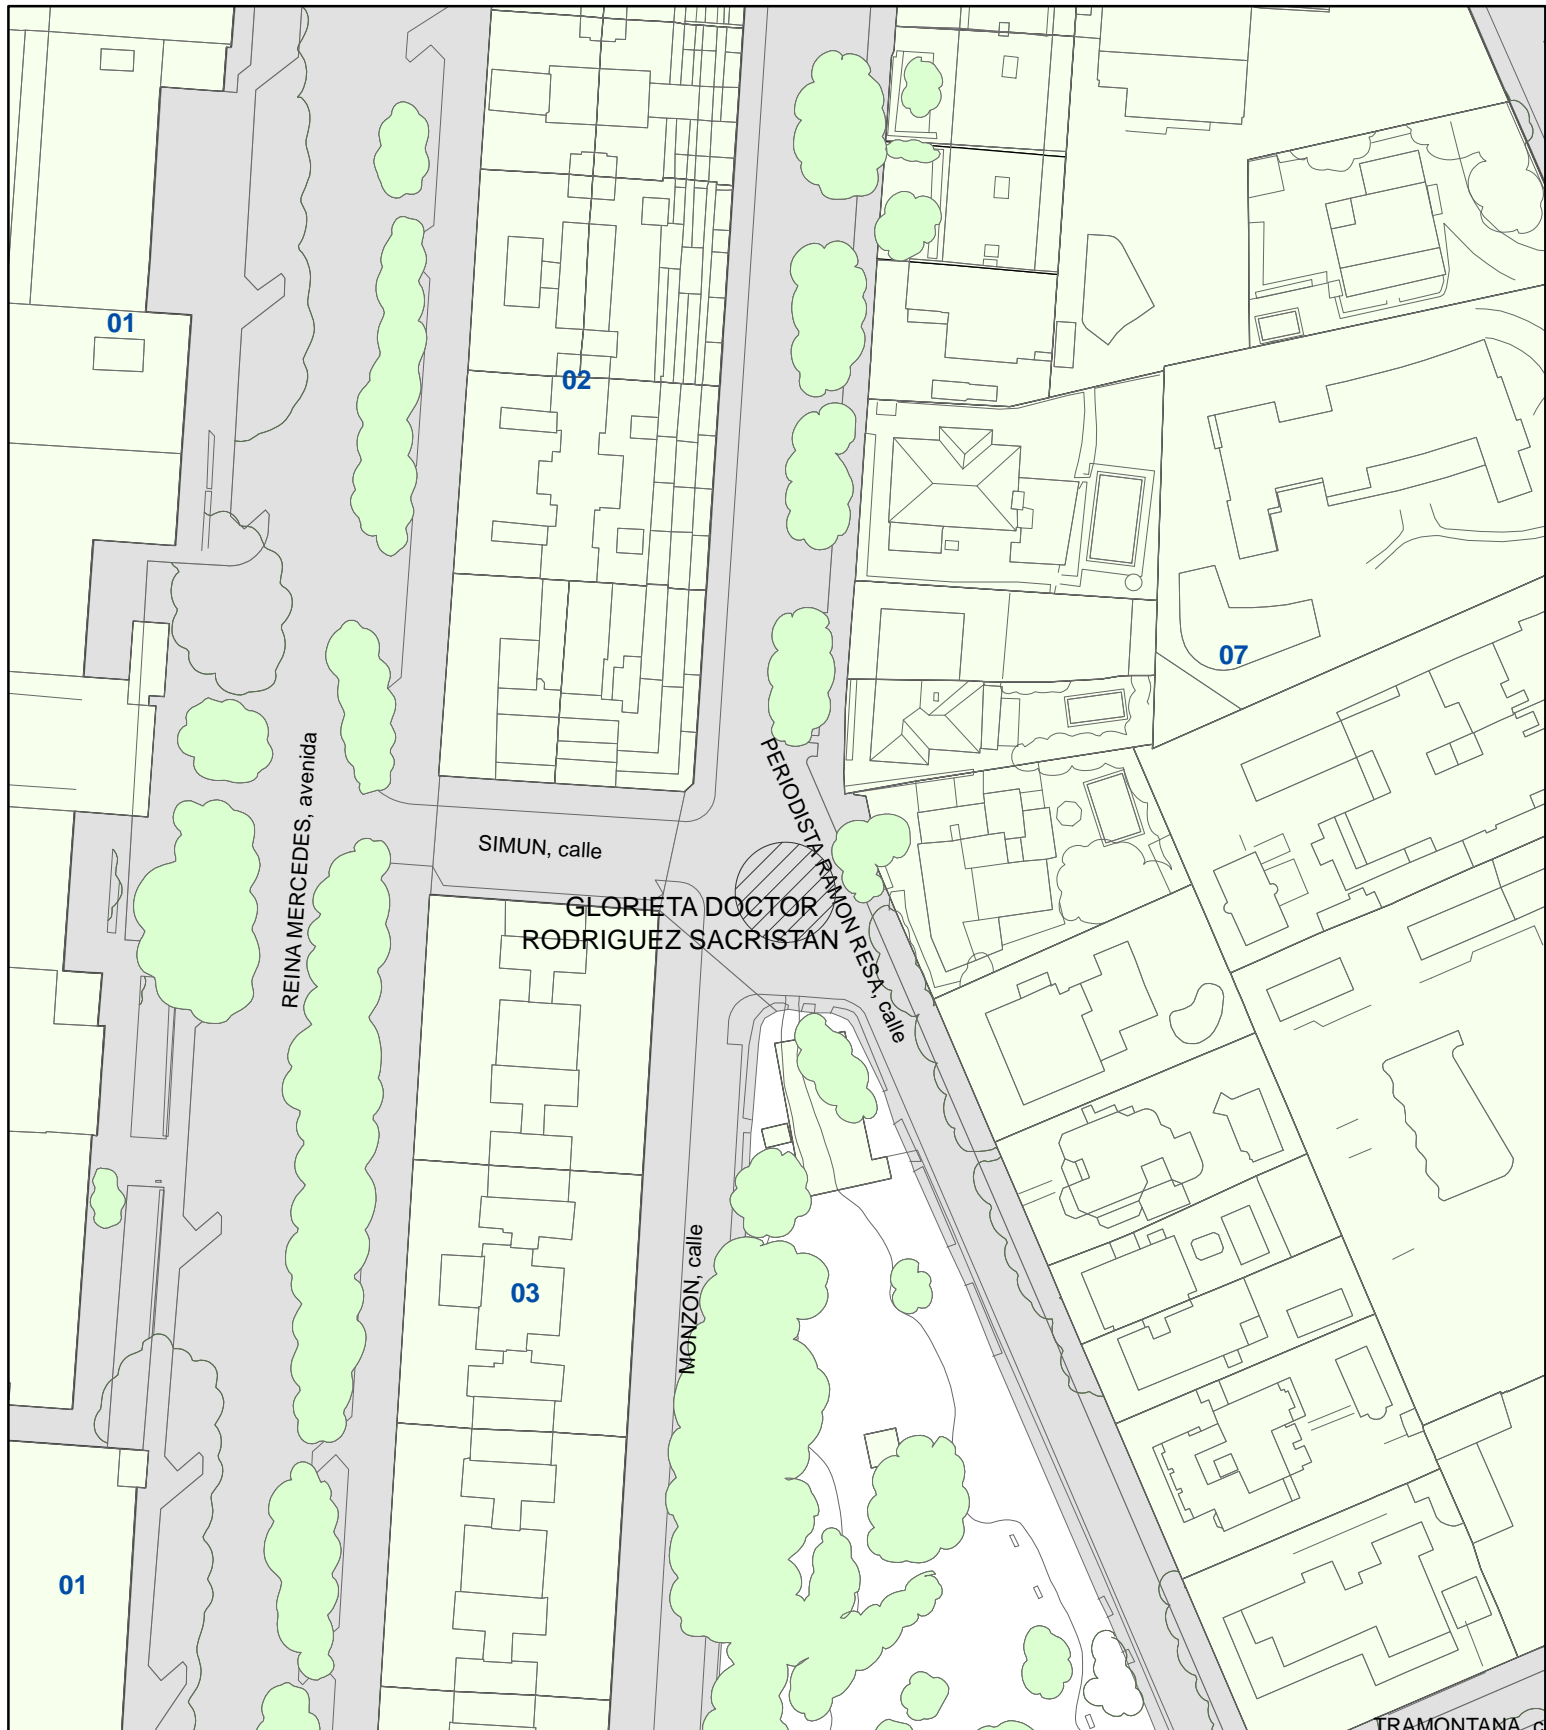 01
02
07
REINA MERCEDES, avenida
PERIODISTA RAMON RESA, calle
SIMUN, calle
GLORIETA DOCTOR
RODRIGUEZ SACRISTAN
MONZON, calle
03
01
TRAMONTANA, c